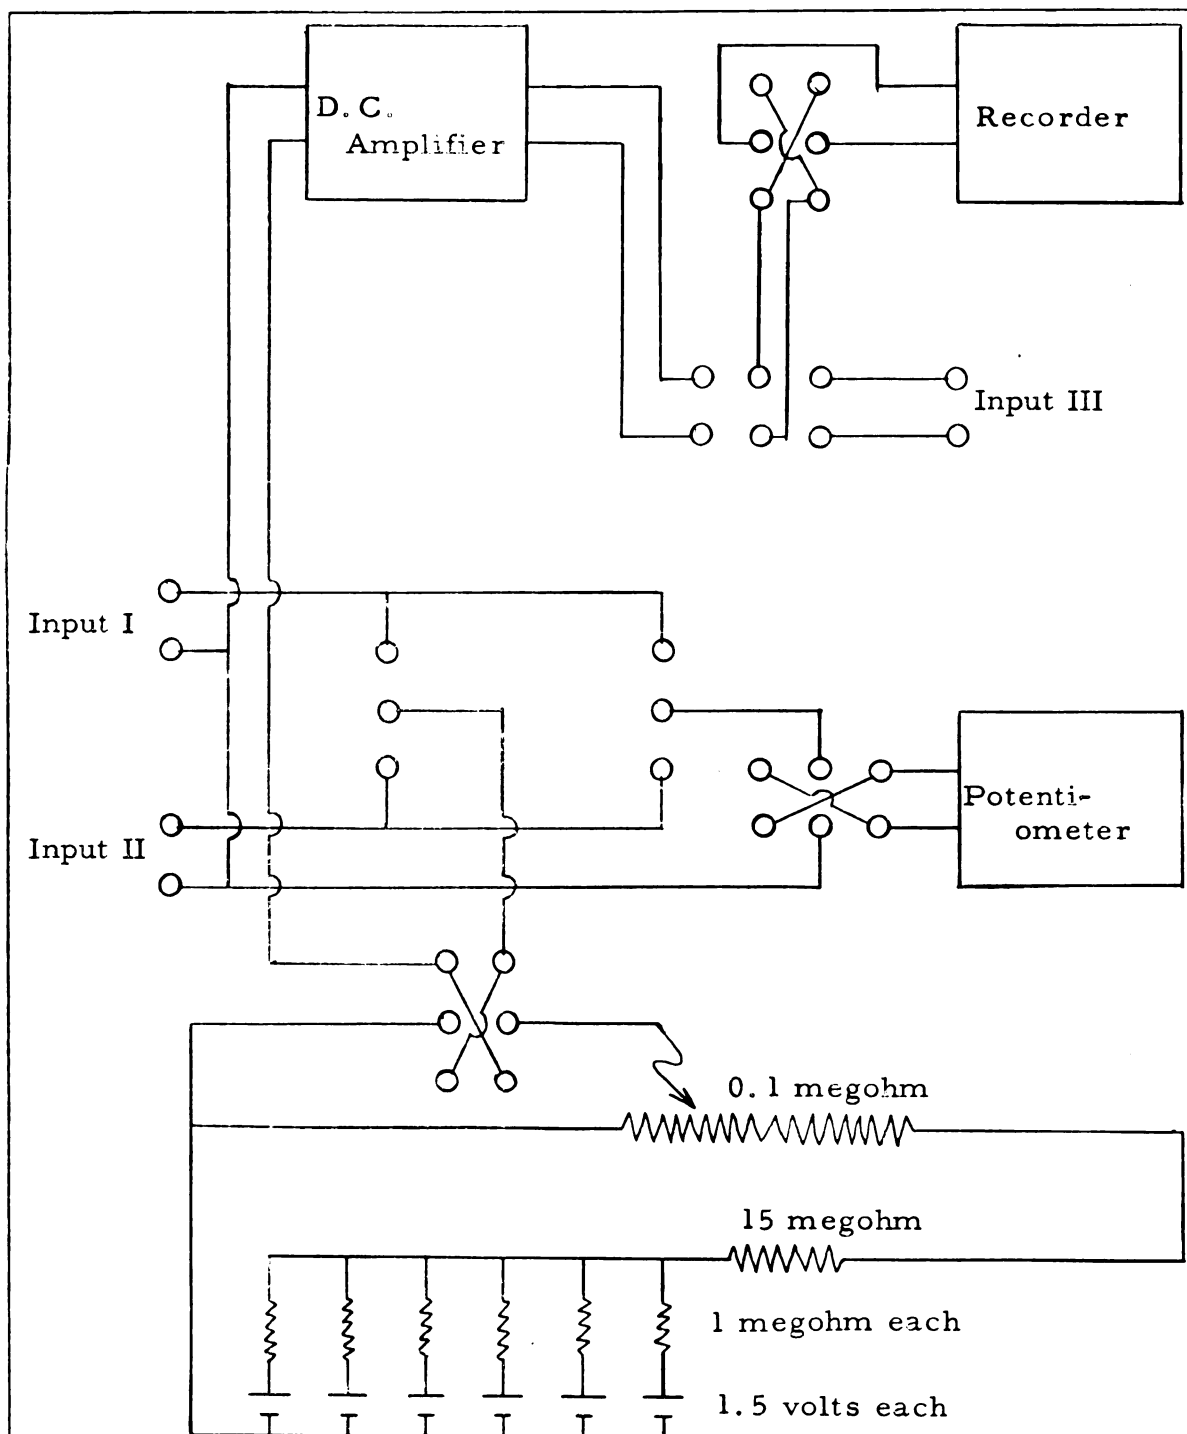 D.C.
Amplifier
Recorder
Input III
Input I
Input II
Potenti-
ometer
0.1 megohm
15 megohm
1 megohm each
1.5 volts each